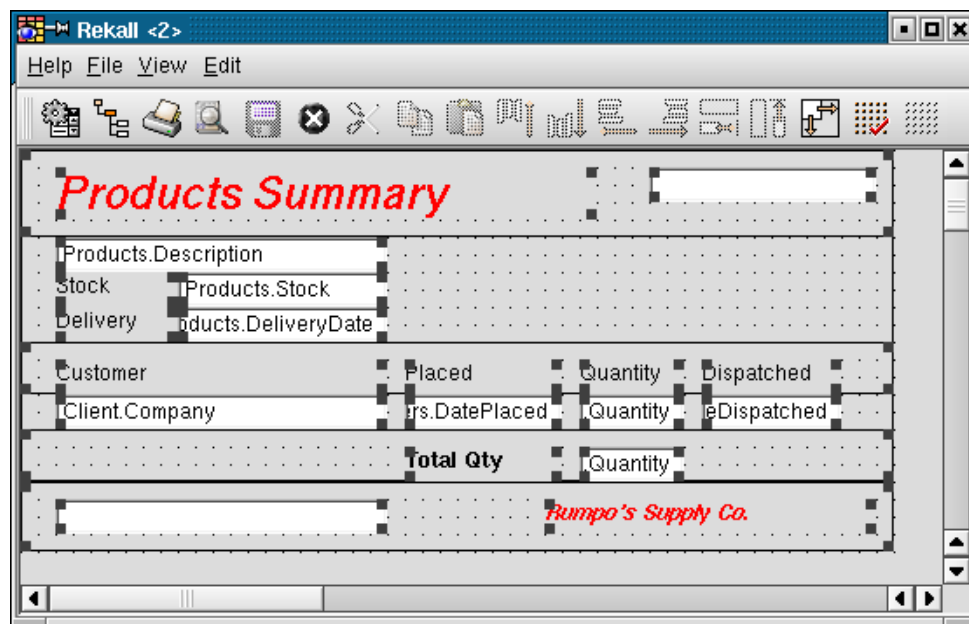 Rekall <2>
Help File View Edit
Products Summary
Products.Description
Stock Products.Stock
Delivery oducts.DeliveryDate
Customer Placed Quantity Dispatched
Client.Company rs.DatePlaced Quantity eDispatched
Total Qty Quantity
Rumpo's Supply Co.